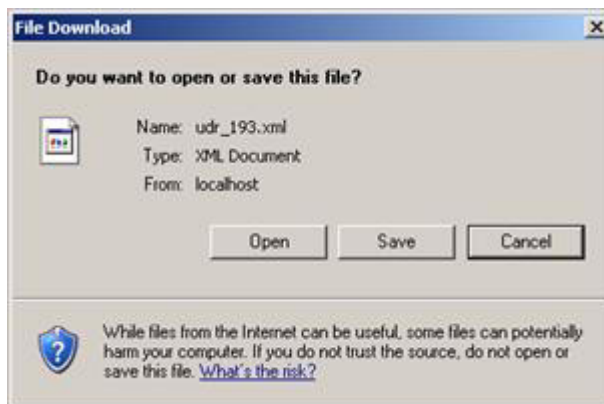 File Download
Do you want to open or save this file?
Name: udr_193.xml
Type: XML Document
From: localhost
Open Save Cancel
While files from the Internet can be useful, some files can potentially
harm your computer. If you do not trust the source, do not open or
save this file. What's the risk?